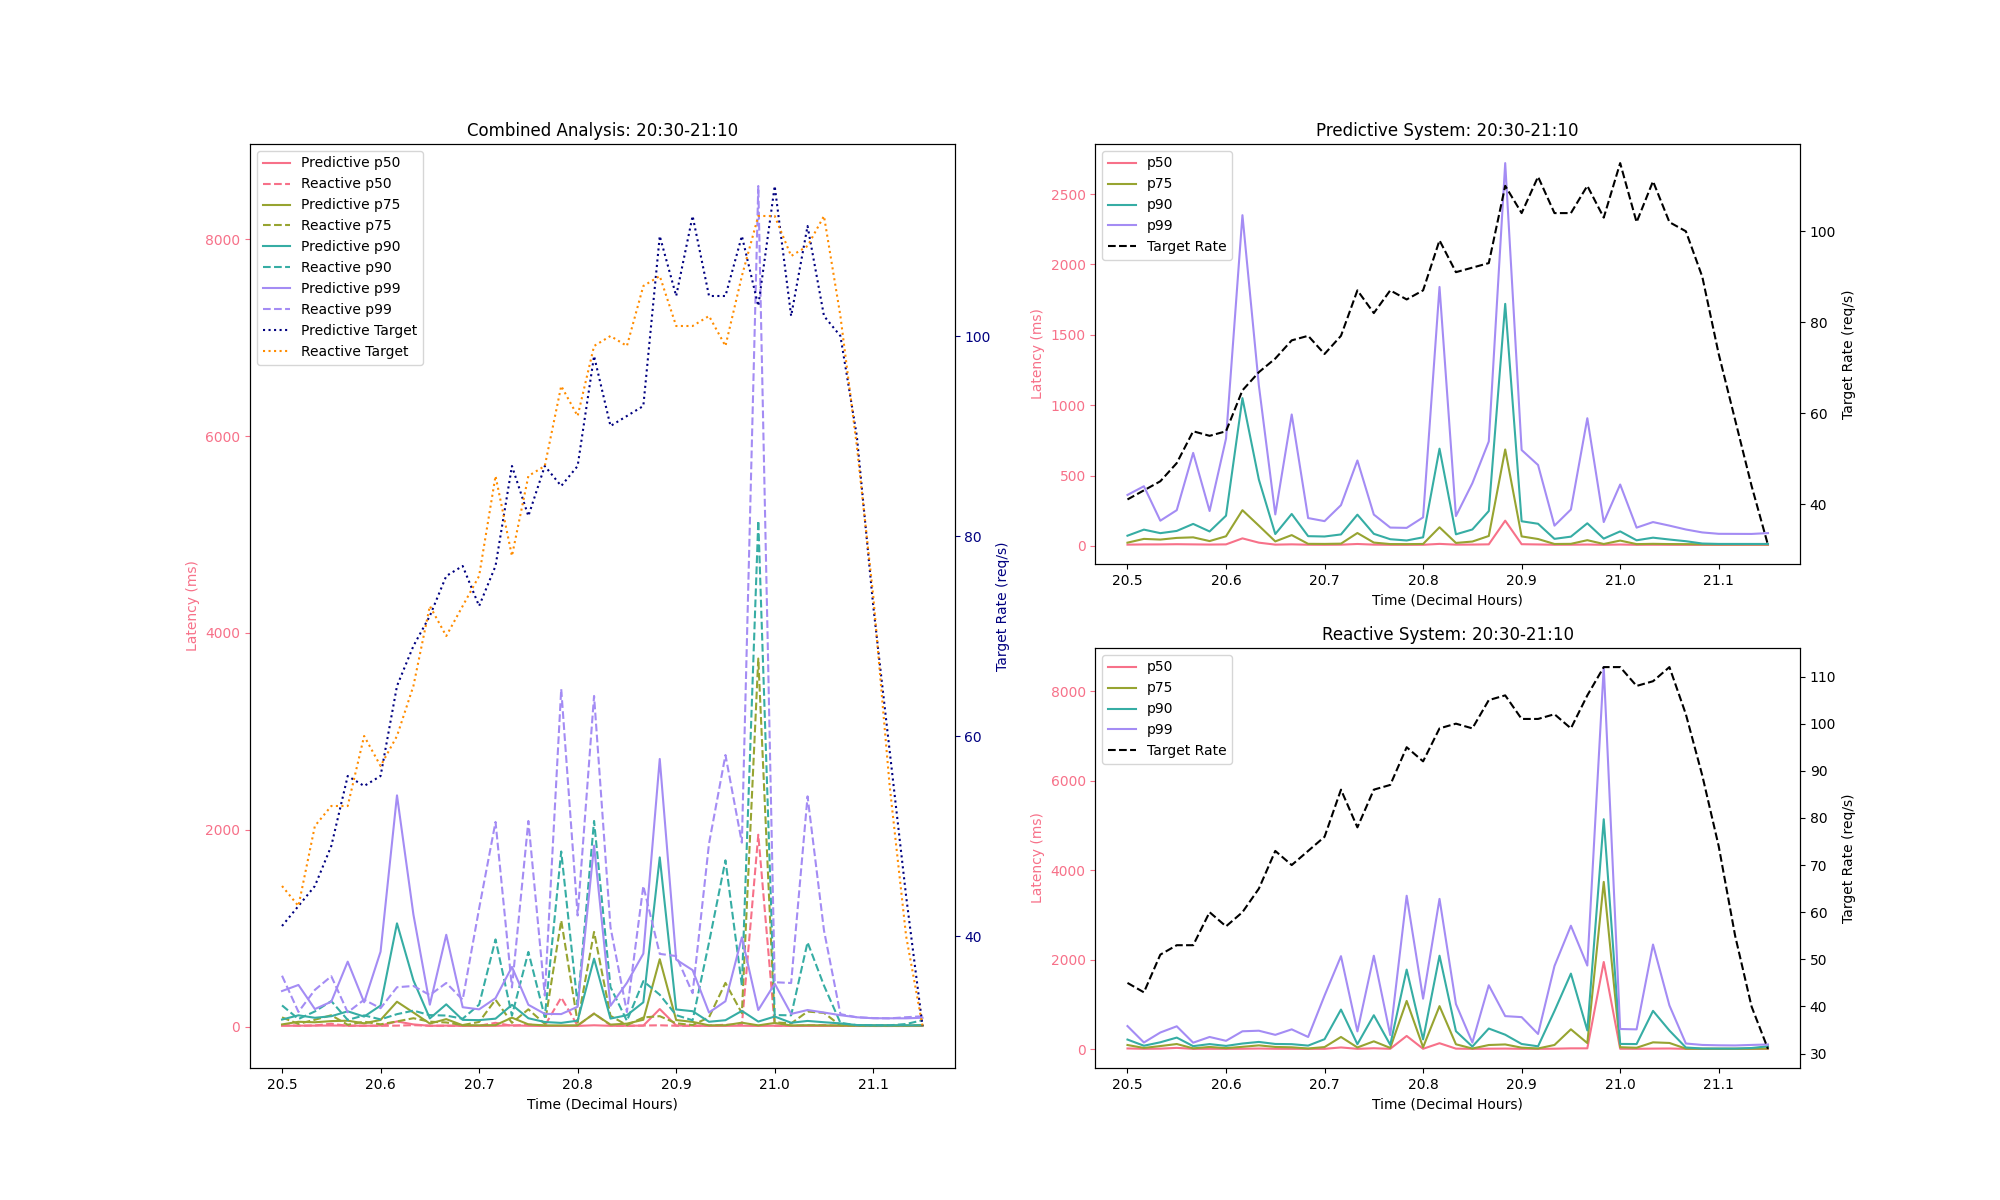 Combined Analysis: 20:30-21:10
Predictive p50
Reactive p50
Predictive p75
Reactive p75
Predictive p90
Reactive p90
Predictive p99
Reactive p99
Predictive Target
Reactive Target
8000
6000
4000
2000
0
Latency (ms)
100
80
60
40
Target Rate (req/s)
20.5 20.6 20.7 20.8 20.9 21.0 21.1
Time (Decimal Hours)
Predictive System: 20:30-21:10
p50
p75
p90
p99
Target Rate
2500
2000
1500
1000
500
0
Latency (ms)
100
80
60
40
Target Rate (req/s)
20.5 20.6 20.7 20.8 20.9 21.0 21.1
Time (Decimal Hours)
Reactive System: 20:30-21:10
p50
p75
p90
p99
Target Rate
8000
6000
4000
2000
0
Latency (ms)
110
100
90
80
70
60
50
40
30
Target Rate (req/s)
20.5 20.6 20.7 20.8 20.9 21.0 21.1
Time (Decimal Hours)